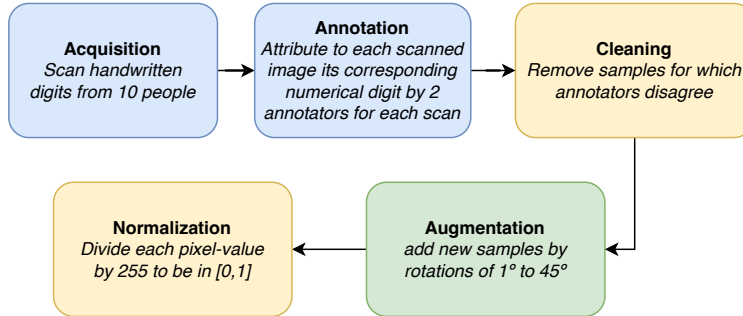 Acquisition
Scan handwritten
digits from 10 people
Annotation
Attribute to each scanned
image its corresponding
numerical digit by 2
annotators for each scan
Cleaning
Remove samples for which
annotators disagree
Augmentation
add new samples by
rotations of 1º to 45º
Normalization
Divide each pixel-value
by 255 to be in [0,1]